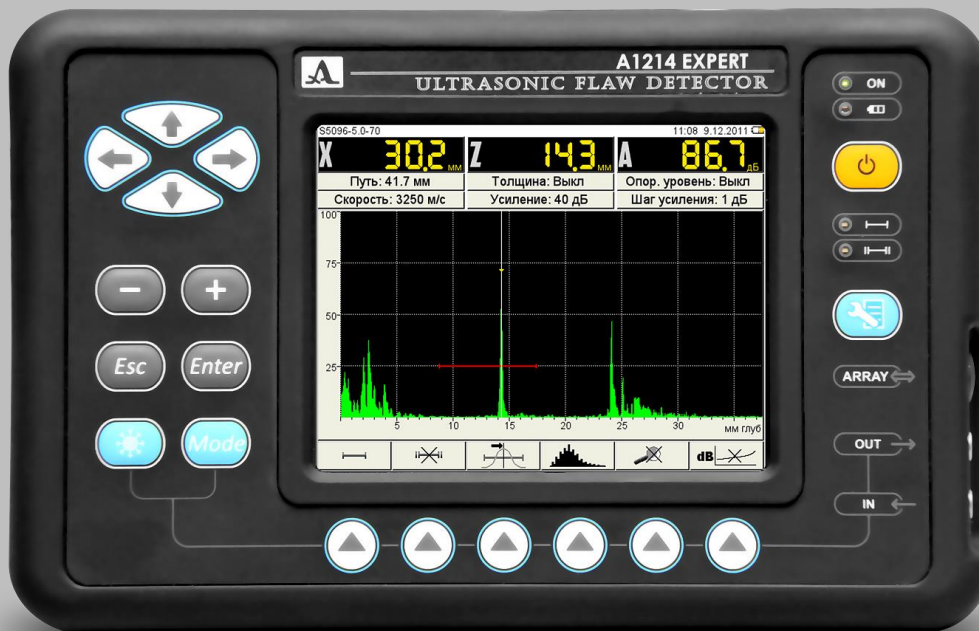 A1214 EXPERT
ULTRASONIC FLAW DETECTOR
S5096-5.0-70 11:08 9.12.2011
X 30.2 мм Z 14.3 мм A 86.7 дБ
Путь: 41.7 мм Толщина: Выкл Опор. уровень: Выкл
Скорость: 3250 м/с Усиление: 40 дБ Шаг усиления: 1 дБ
100
75
50
25
5 10 15 20 25 30 мм глуб
dB
- +
Esc Enter
Mode
ON
ARRAY
OUT
IN